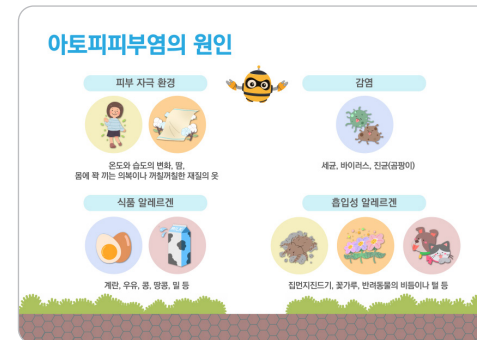 아토피피부염의 원인
피부 자극 환경
온도와 습도의 변화, 땀,
몸에 꽉 끼는 의복이나 까칠까칠한 재질의 옷
감염
세균, 바이러스, 진균(곰팡이)
식품 알레르겐
계란, 우유, 콩, 땅콩, 밀 등
흡입성 알레르겐
집먼지진드기, 꽃가루, 반려동물의 비듬이나 털 등